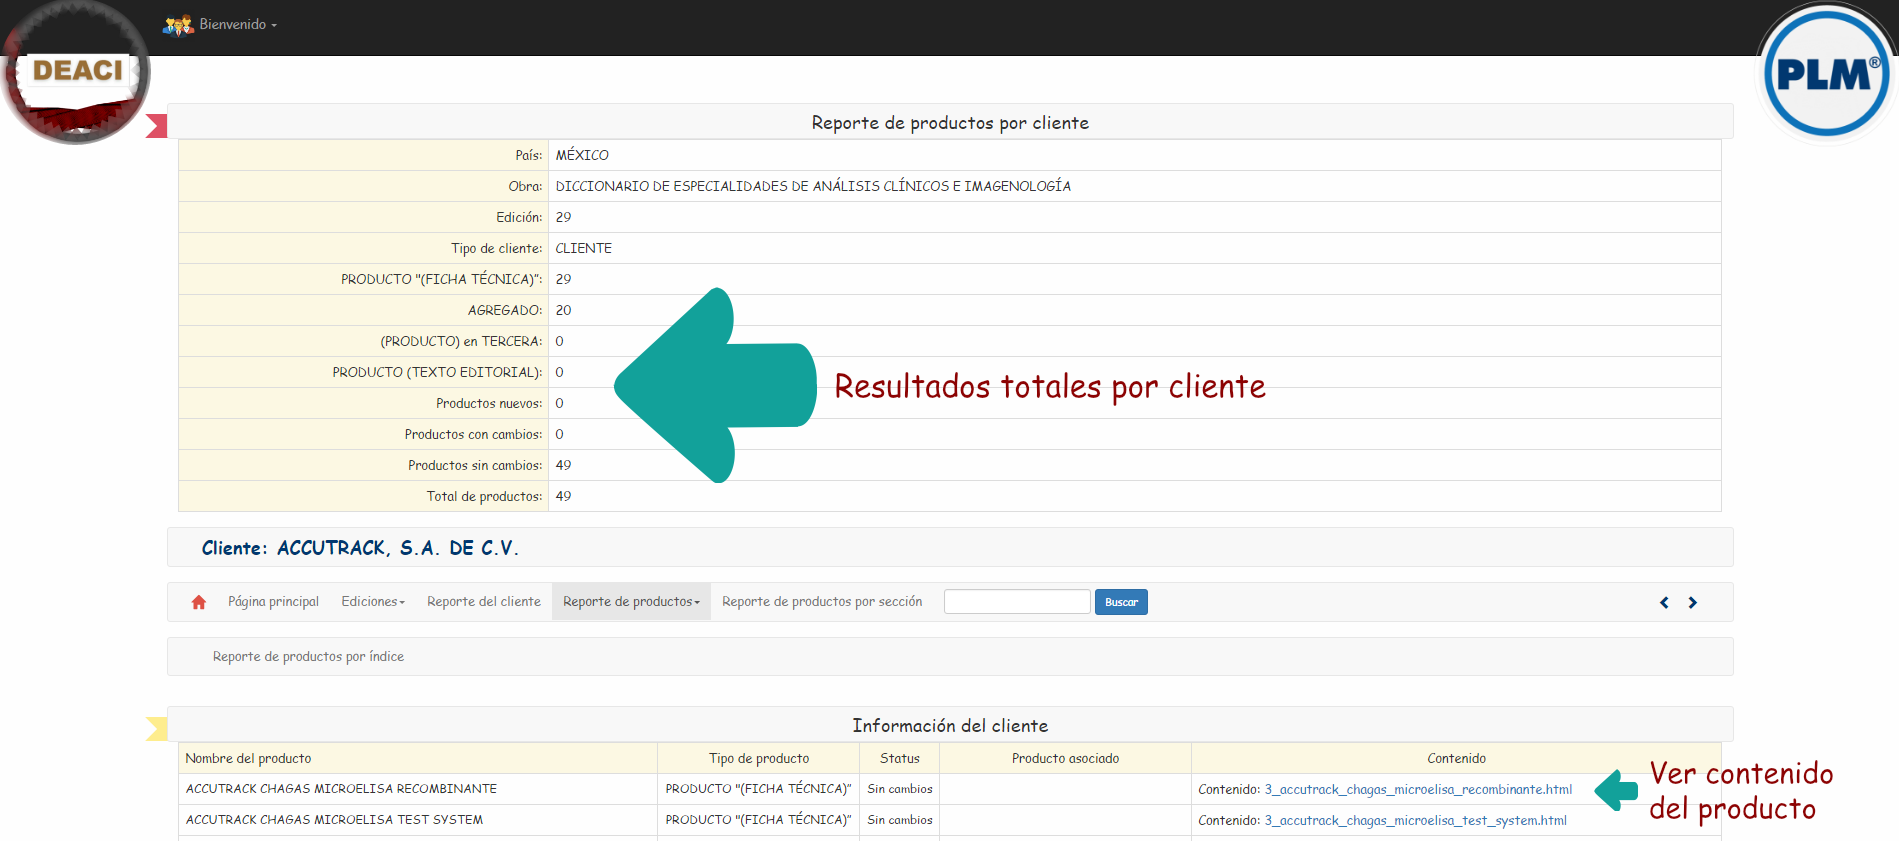 Bienvenido
DEACI
PLM®
Reporte de productos por cliente
País: MÉXICO
Obra: DICCIONARIO DE ESPECIALIDADES DE ANÁLISIS CLÍNICOS E IMAGENOLOGÍA
Edición: 29
Tipo de cliente: CLIENTE
PRODUCTO "(FICHA TÉCNICA)": 29
AGREGADO: 20
(PRODUCTO) en TERCERA: 0
PRODUCTO (TEXTO EDITORIAL): 0
Productos nuevos: 0
Productos con cambios: 0
Productos sin cambios: 49
Total de productos: 49
Resultados totales por cliente
Cliente: ACCUTRACK, S.A. DE C.V.
Página principal Ediciones Reporte del cliente Reporte de productos Reporte de productos por sección Buscar
Reporte de productos por índice
Información del cliente
Nombre del producto Tipo de producto Status Producto asociado Contenido
ACCUTRACK CHAGAS MICROELISA RECOMBINANTE PRODUCTO "(FICHA TÉCNICA)" Sin cambios Contenido: 3_accutrack_chagas_microelisa_recombinante.html
ACCUTRACK CHAGAS MICROELISA TEST SYSTEM PRODUCTO "(FICHA TÉCNICA)" Sin cambios Contenido: 3_accutrack_chagas_microelisa_test_system.html
Ver contenido
del producto